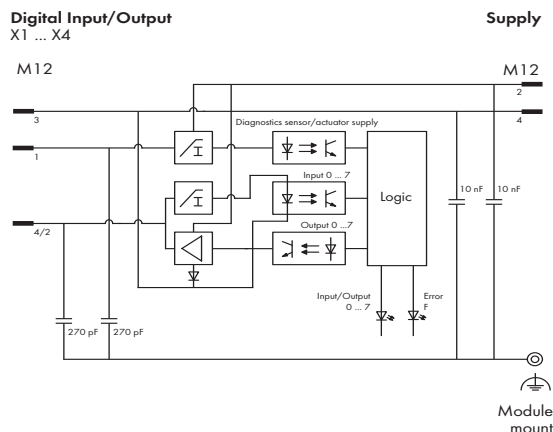 Digital Input/Output
X1 ... X4
Supply
M12
M12
2
3
4
Diagnostics sensor/actuator supply
1
I
Input 0 ... 7
I
Logic
10 nF
10 nF
4/2
Output 0 ...7
Input/Output
0 ... 7
Error
F
270 pF
270 pF
Module
mount